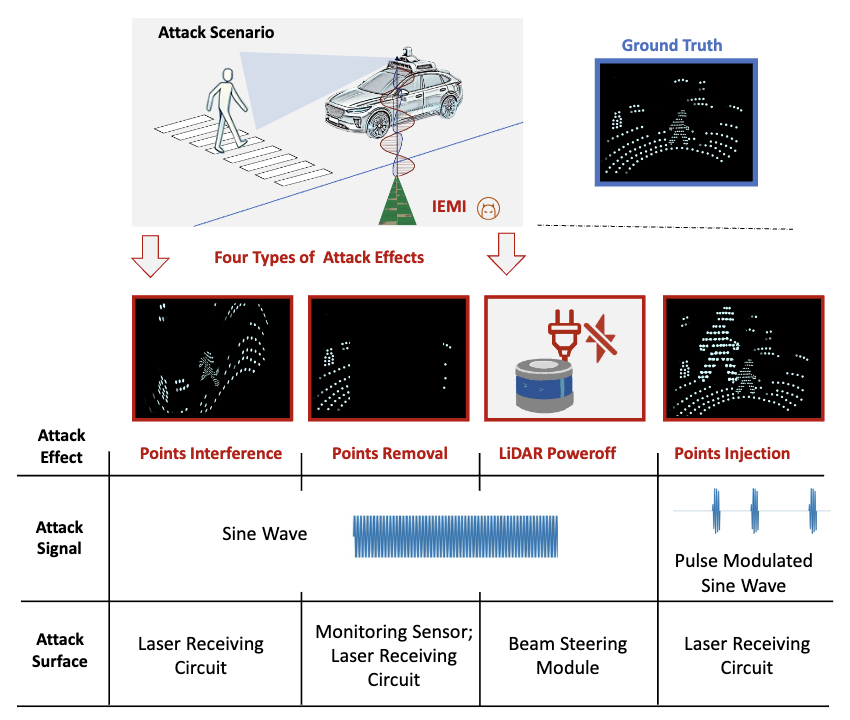 Attack Scenario
Ground Truth
IEMI
Four Types of Attack Effects
Attack
Effect
Points Interference
Points Removal
LiDAR Poweroff
Points Injection
Attack
Signal
Sine Wave
Pulse Modulated
Sine Wave
Attack
Surface
Laser Receiving
Circuit
Monitoring Sensor;
Laser Receiving
Circuit
Beam Steering
Module
Laser Receiving
Circuit